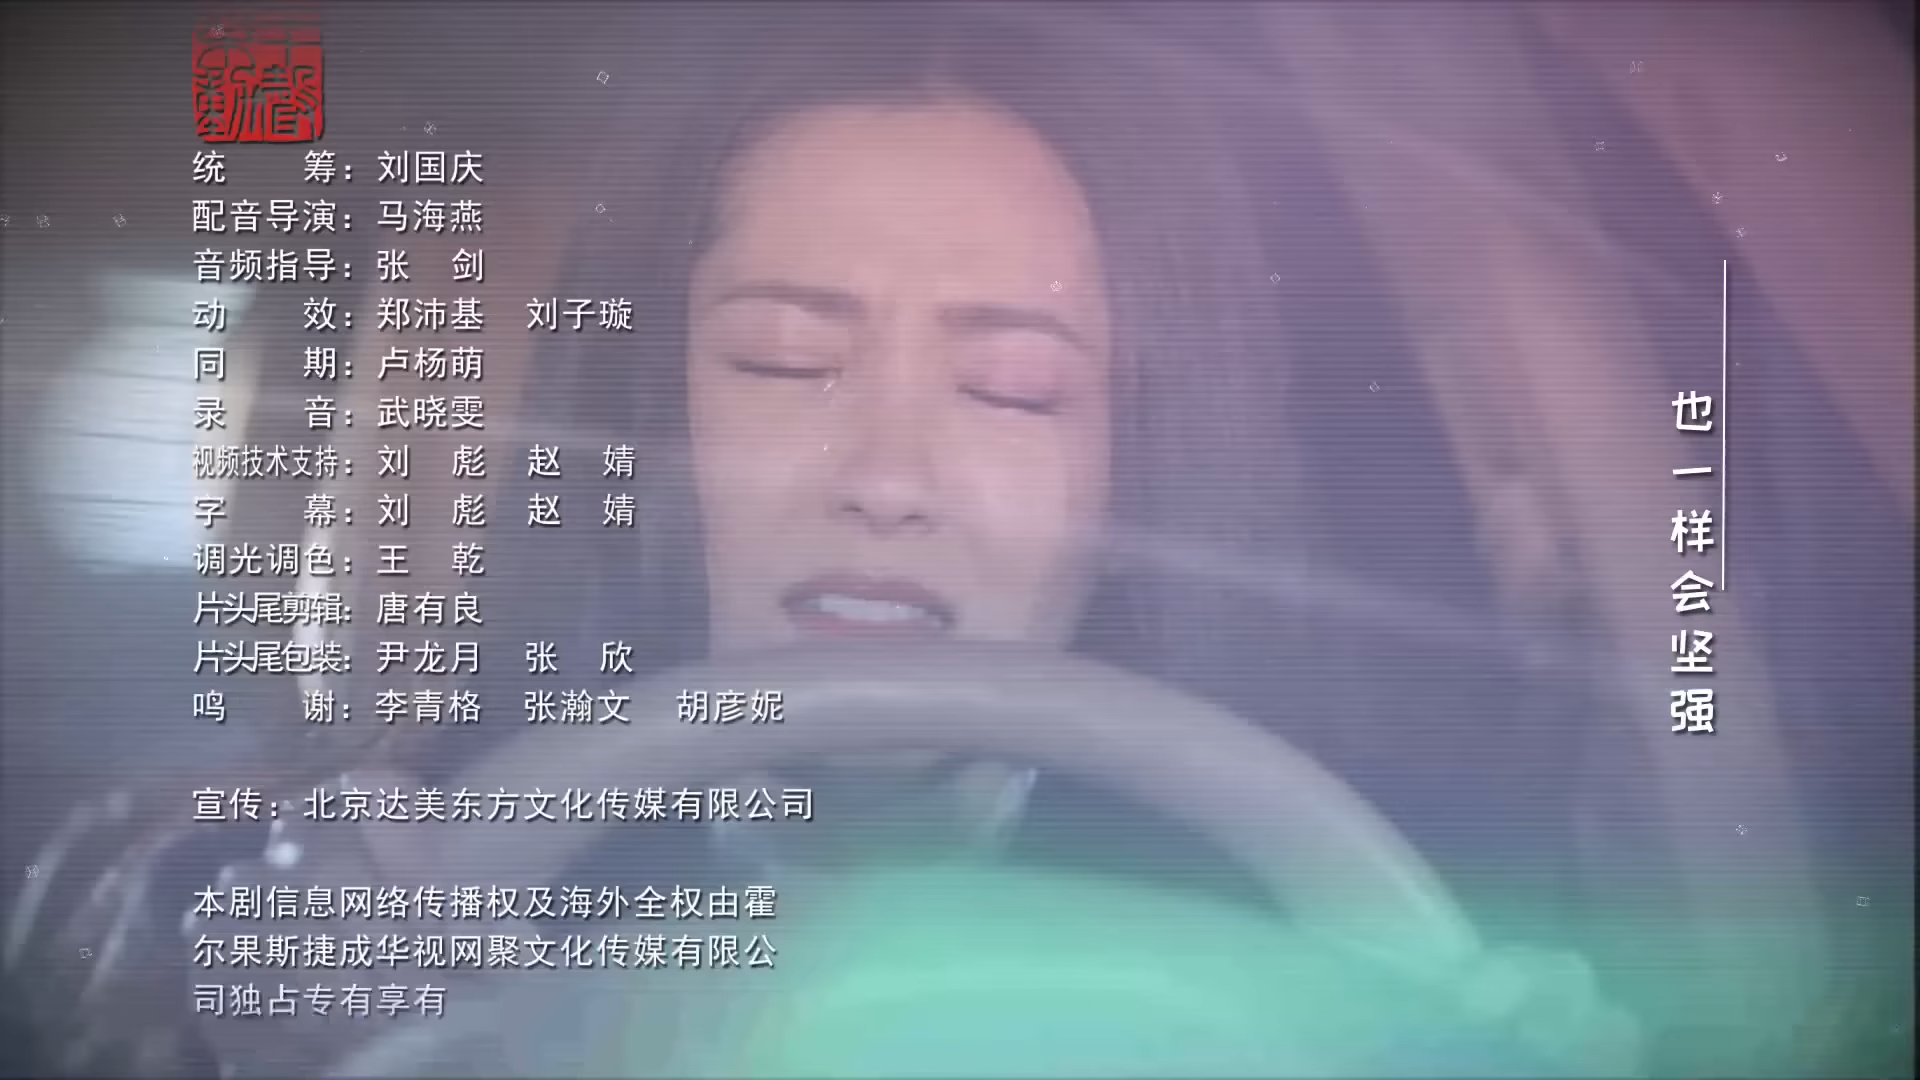 统 筹：刘国庆
配音导演：马海燕
音频指导：张 剑
动 效：郑沛基 刘子璇
同 期：卢杨萌
录 音：武晓雯
视频技术支持：刘 彪 赵 婧
字 幕：刘 彪 赵 婧
调光调色：王 乾
片头尾剪辑：唐有良
片头尾包装：尹龙月 张 欣
鸣 谢：李青格 张瀚文 胡彦妮
宣传：北京达美东方文化传媒有限公司
本剧信息网络传播权及海外全权由霍
尔果斯捷成华视网聚文化传媒有限公
司独占专有享有
也一样会坚强